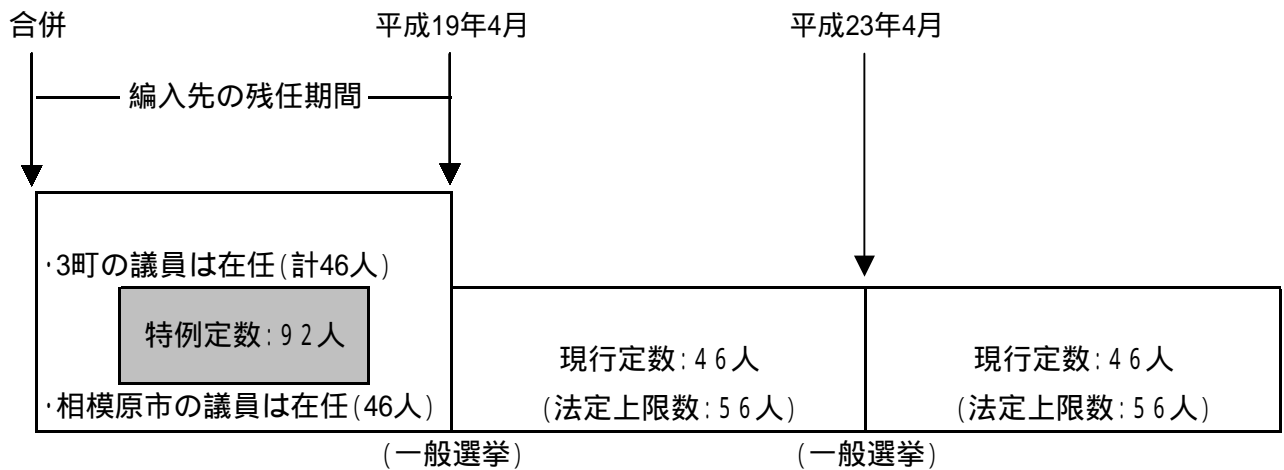 合併 平成19年4月 平成23年4月
編入先の残任期間
・3町の議員は在任(計46人)
特例定数:92人
現行定数:46人 現行定数:46人
・相模原市の議員は在任(46人) (法定上限数:56人) (法定上限数:56人)
(一般選挙) (一般選挙)